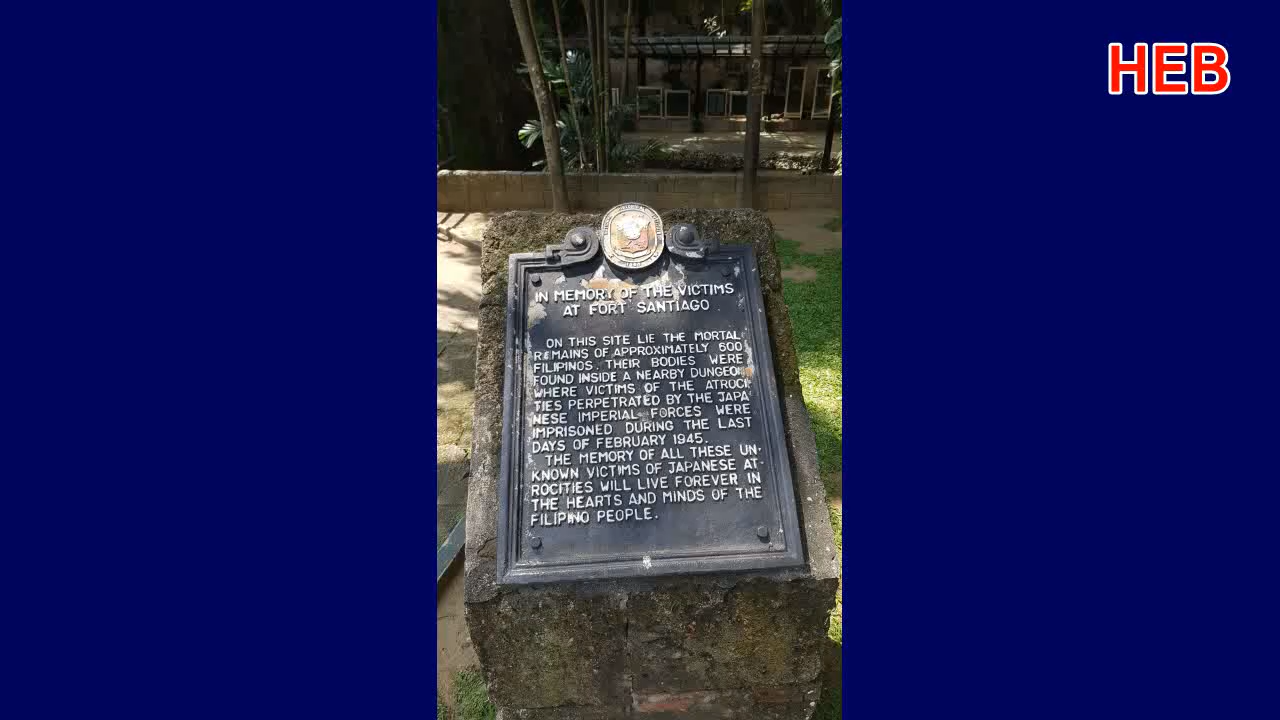 HEB
IN MEMORY OF THE VICTIMS
AT FORT SANTIAGO
ON THIS SITE LIE THE MORTAL
REMAINS OF APPROXIMATELY 600
FILIPINOS. THEIR BODIES WERE
FOUND INSIDE A NEARBY DUNGEON
WHERE VICTIMS OF THE ATROCI-
TIES PERPETRATED BY THE JAPA
NESE IMPERIAL FORCES WERE
IMPRISONED DURING THE LAST
DAYS OF FEBRUARY 1945.
THE MEMORY OF ALL THESE UN-
KNOWN VICTIMS OF JAPANESE AT-
ROCITIES WILL LIVE FOREVER IN
THE HEARTS AND MINDS OF THE
FILIPINO PEOPLE.